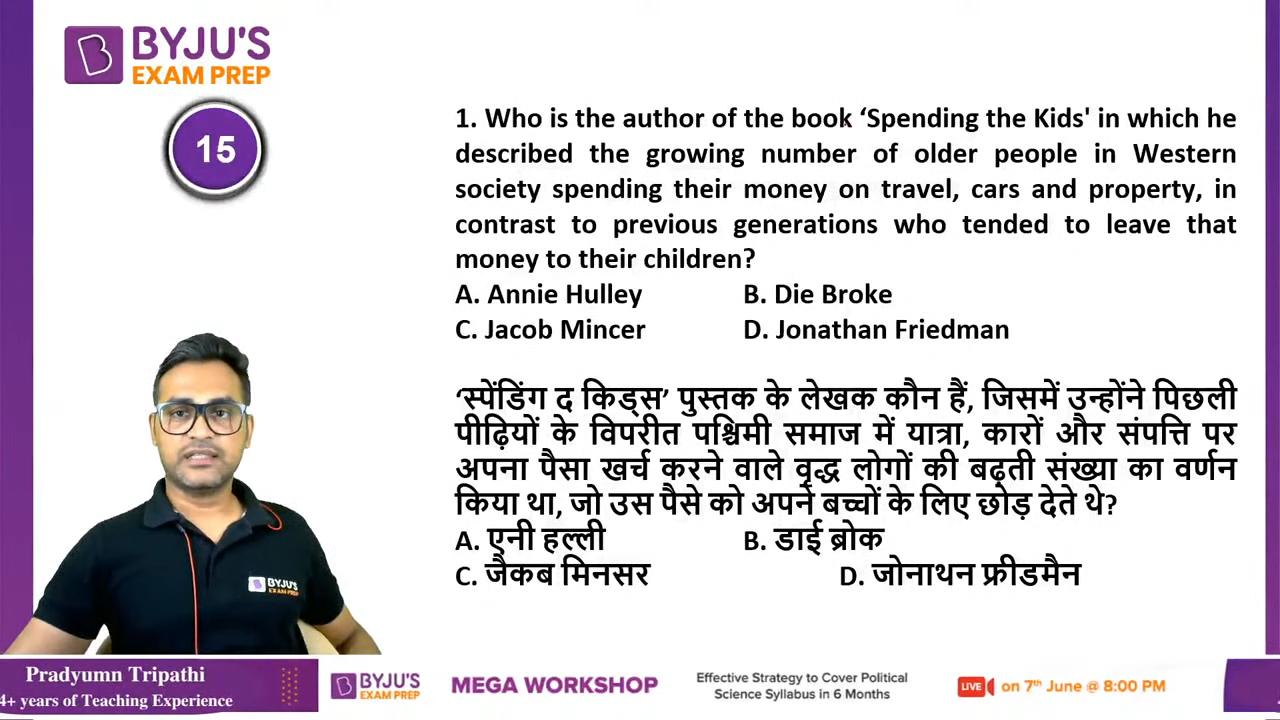 BYJU'S
EXAM PREP
15
1. Who is the author of the book ‘Spending the Kids' in which he
described the growing number of older people in Western
society spending their money on travel, cars and property, in
contrast to previous generations who tended to leave that
money to their children?
A. Annie Hulley B. Die Broke
C. Jacob Mincer D. Jonathan Friedman
‘स्पेंडिंग द किड्स’ पुस्तक के लेखक कौन हैं, जिसमें उन्होंने पिछली
पीढ़ियों के विपरीत पश्चिमी समाज में यात्रा, कारों और संपत्ति पर
अपना पैसा खर्च करने वाले वृद्ध लोगों की बढ़ती संख्या का वर्णन
किया था, जो उस पैसे को अपने बच्चों के लिए छोड़ देते थे?
A. एनी हल्ली B. डाई ब्रोक
C. जैकब मिनसर D. जोनाथन फ्रीडमैन
BYJU'S
EXAM PREP
Pradyumn Tripathi
4+ years of Teaching Experience
BYJU'S
EXAM PREP
MEGA WORKSHOP
Effective Strategy to Cover Political
Science Syllabus in 6 Months
LIVE on 7th June @ 8:00 PM